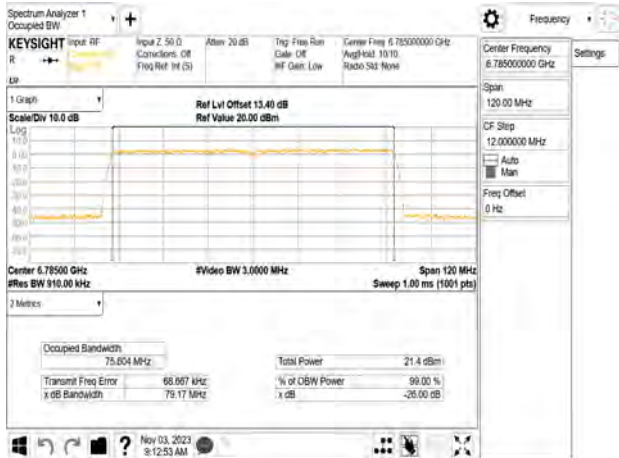 Spectrum Analyzer 1
Occupied BW
+
Frequency
KEYSIGHT Input: RF
R
Input Z: 50 Ω
Corrections: Off
Freq Ref: Int (S)
Atten: 20 dB
Trig: Free Run
Gate: Off
#IF Gain: Low
Center Freq: 6.785000000 GHz
Avg|Hold: 10/10
Radio Std: None
Center Frequency
6.785000000 GHz
Settings
Span
120.00 MHz
CF Step
12.000000 MHz
Auto
Man
Freq Offset
0 Hz
1 Graph
Scale/Div 10.0 dB
Ref Lvl Offset 13.40 dB
Ref Value 20.00 dBm
Log
10.0
0.00
Center 6.78500 GHz
#Res BW 910.00 kHz
#Video BW 3.0000 MHz
Span 120 MHz
Sweep 1.00 ms (1001 pts)
2 Metrics
Occupied Bandwidth
75.604 MHz
Total Power
21.4 dBm
Transmit Freq Error
68.667 kHz
% of OBW Power
99.00 %
x dB Bandwidth
79.17 MHz
x dB
-26.00 dB
?
Nov 03, 2023
9:12:53 AM